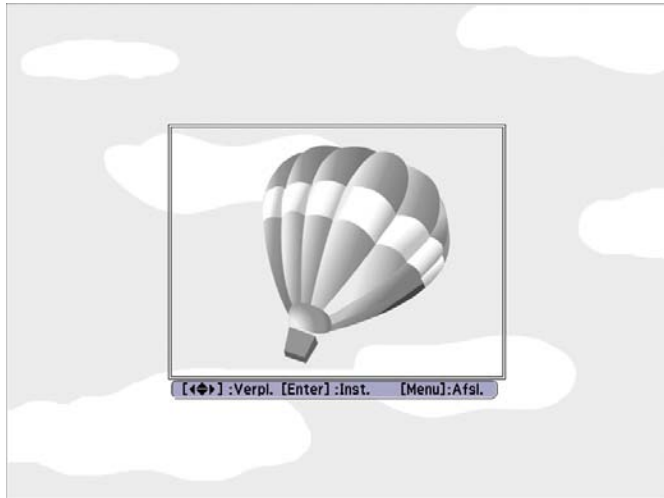 [◀◆▶] :Verpl. [Enter] :Inst. [Menu]:Afsl.